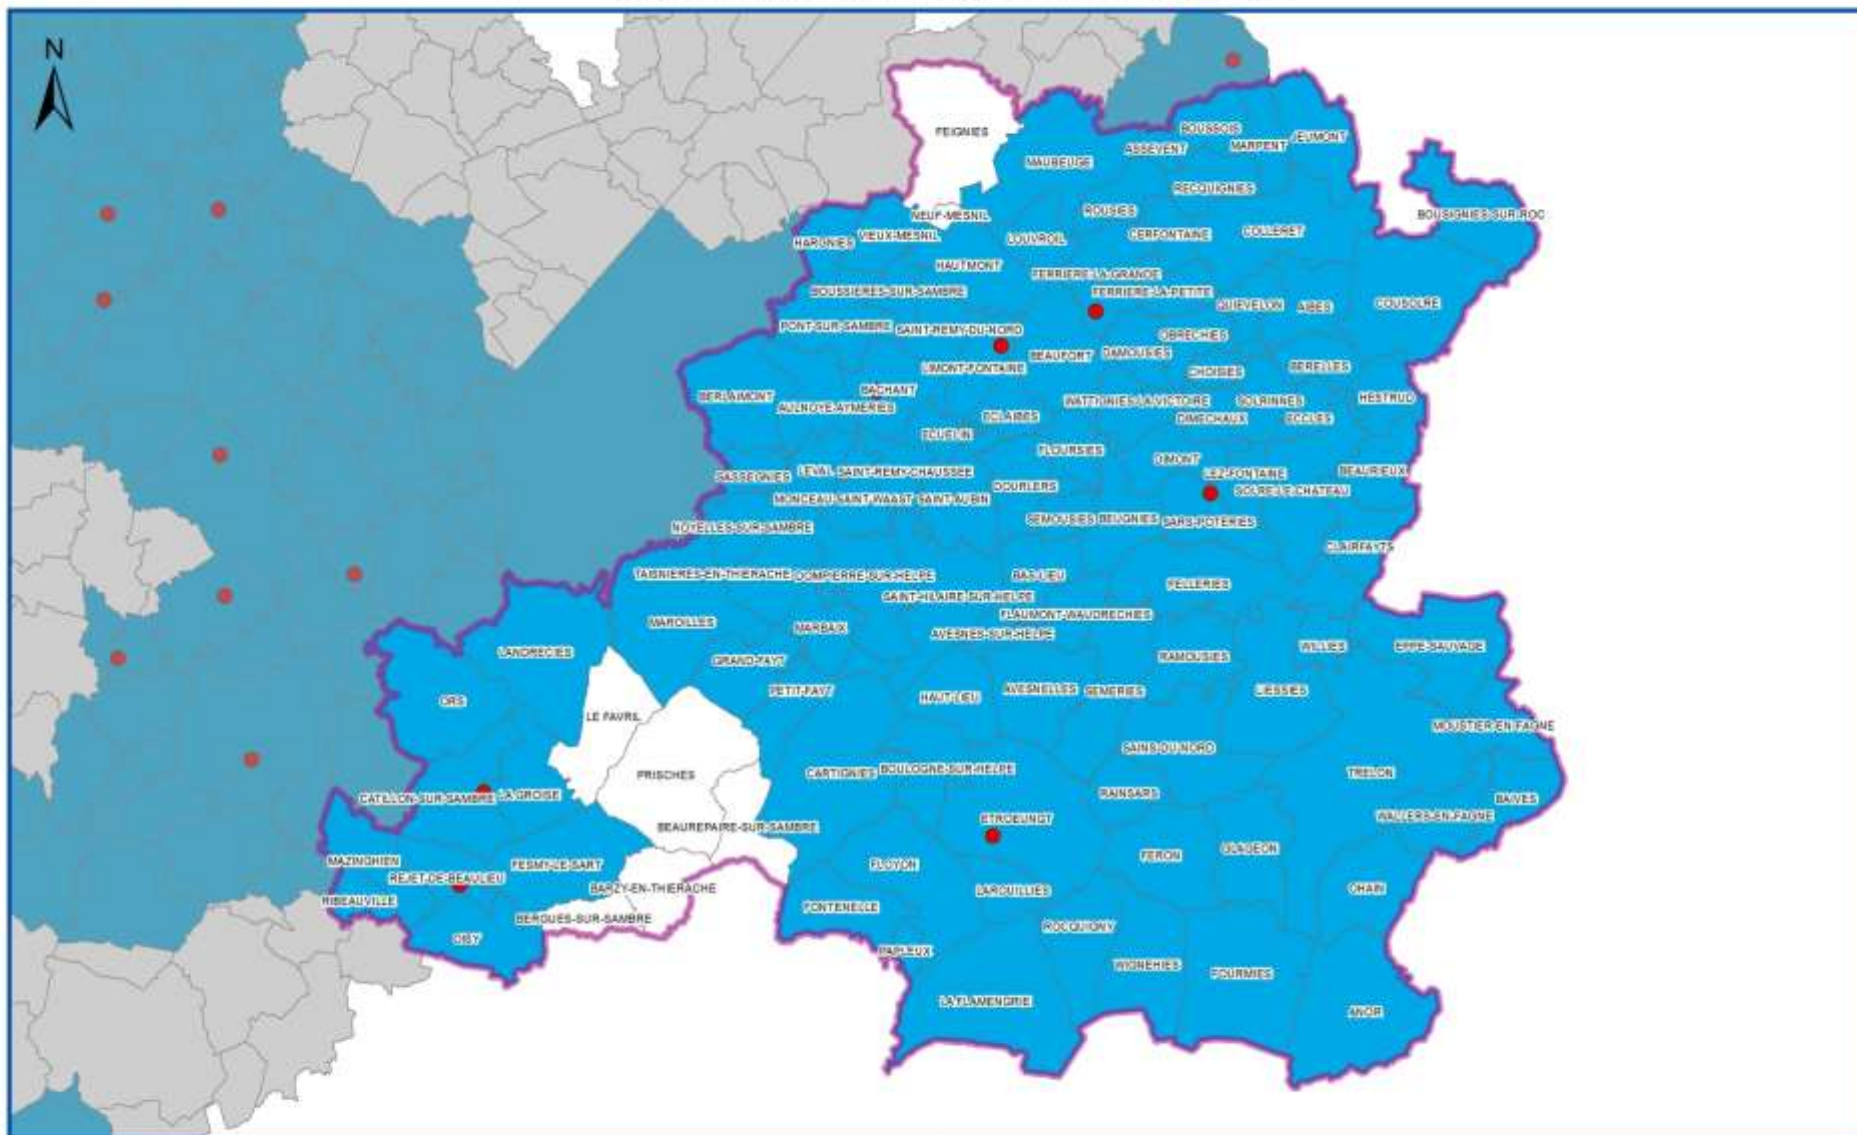 N
FEIGNIES
BOUSSOIS
JEUMONT
MARPENT
ASSEVENT
MAUBEUGE
RECQUIGNIES
ROUSIES
NEUF-MESNIL
BOUSIGNIES-SUR-ROC
HARGNIES
VIEUX-MESNIL
LOUVROIL
CERFONTAINE
COLLERET
HAUTMONT
FERRIERE-LA-GRANDE
BOUSSIERES-SUR-SAMBRE
FERRIERE-LA-PETITE
QUIEVELON
AIBES
COUSOLRE
PONT-SUR-SAMBRE
SAINT-REMY-DU-NORD
OBRECHIES
BEAUFORT
DAMOUSIES
LIMONT-FONTAINE
CHOISIES
BERELLES
BERLAIMONT
BACHANT
AULNOYE-AYMERIES
WATTIGNIES-LA-VICTOIRE
SOLRINNES
HESTRUD
ECLAIBES
DIMECHAUX
ECCLES
ECUELIN
FLOURSIES
DIMONT
SASSEGNIES
LEVAL
SAINT-REMY-CHAUSSEE
LEZ-FONTAINE
BEAURIEUX
DOURLERS
SOLRE-LE-CHATEAU
MONCEAU-SAINT-WAAST
SAINT-AUBIN
NOYELLES-SUR-SAMBRE
SEMOUSIES
BEUGNIES
SARS-POTERIES
CLAIRFAYTS
TAISNIERES-EN-THIERACHE
DOMPIERRE-SUR-HELPE
BAS-LIEU
FELLERIES
SAINT-HILAIRE-SUR-HELPE
FLAUMONT-WAUDRECHIES
MAROILLES
MARBAIX
AVESNES-SUR-HELPE
LANDRECIES
GRAND-FAYT
RAMOUSIES
WILLIES
EPPE-SAUVAGE
ORS
PETIT-FAYT
HAUT-LIEU
AVESNELLES
SEMERIES
LIESSIES
LE FAVRIL
MOUSTIER-EN-FAGNE
SAINS-DU-NORD
PRISCHES
CARTIGNIES
BOULOGNE-SUR-HELPE
TRELON
CATILLON-SUR-SAMBRE
LA GROISE
RAINSARS
BAIVES
BEAUREPAIRE-SUR-SAMBRE
ETROEUNGT
WALLERS-EN-FAGNE
MAZINGHIEN
FESMY-LE-SART
FLOYON
FERON
GLAGEON
REJET-DE-BEAULIEU
BARZY-EN-THIERACHE
LAROUILLIES
OHAIN
RIBEAUVILLE
BERGUES-SUR-SAMBRE
FONTENELLE
OISY
ROCQUIGNY
PAPLEUX
WIGNEHIES
FOURMIES
LA FLAMENGRIE
ANOR